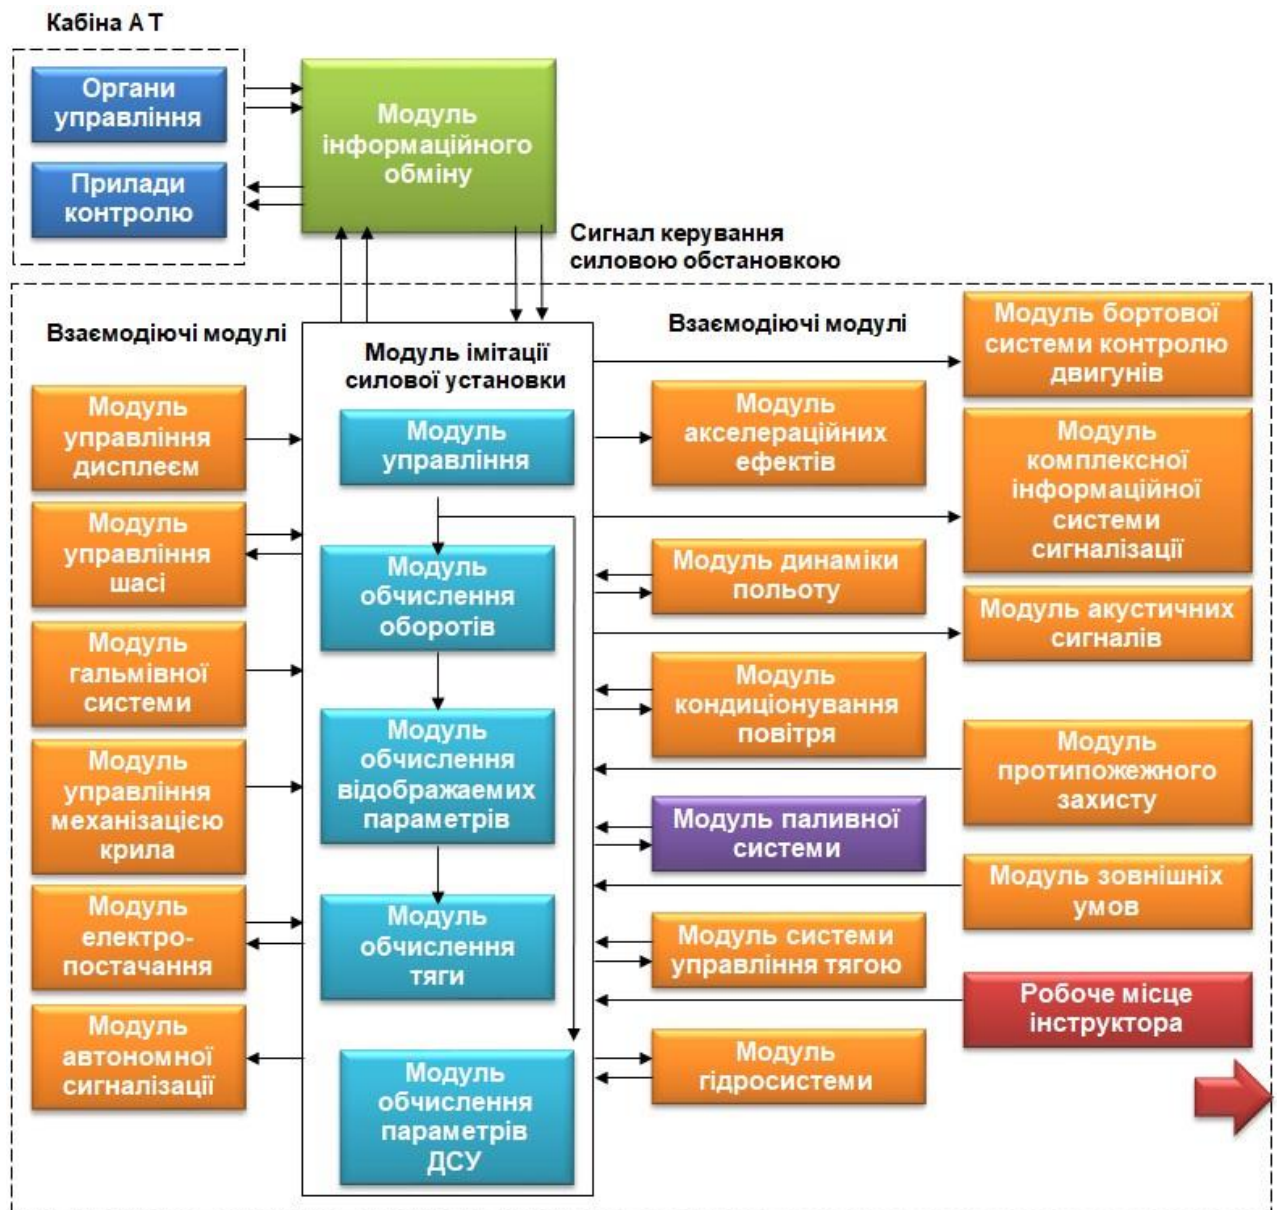 Кабіна А Т
Органи
управління
Прилади
контролю
Модуль
інформаційного
обміну
Сигнал керування
силовою обстановкою
Взаємодіючі модулі
Модуль
управління
дисплеєм
Модуль
управління
шасі
Модуль
гальмівної
системи
Модуль
управління
механізацією
крила
Модуль
електро-
постачання
Модуль
автономної
сигналізації
Модуль імітації
силової установки
Модуль
управління
Модуль
обчислення
оборотів
Модуль
обчислення
відображаемих
параметрів
Модуль
обчислення
тяги
Модуль
обчислення
параметрів
ДСУ
Взаємодіючі модулі
Модуль
акселераційних
ефектів
Модуль динаміки
польоту
Модуль
кондиціонування
повітря
Модуль паливної
системи
Модуль системи
управління тягою
Модуль
гідросистеми
Модуль бортової
системи контролю
двигунів
Модуль
комплексної
інформаційної
системи
сигналізації
Модуль акустичних
сигналів
Модуль
протипожежного
захисту
Модуль зовнішніх
умов
Робоче місце
інструктора